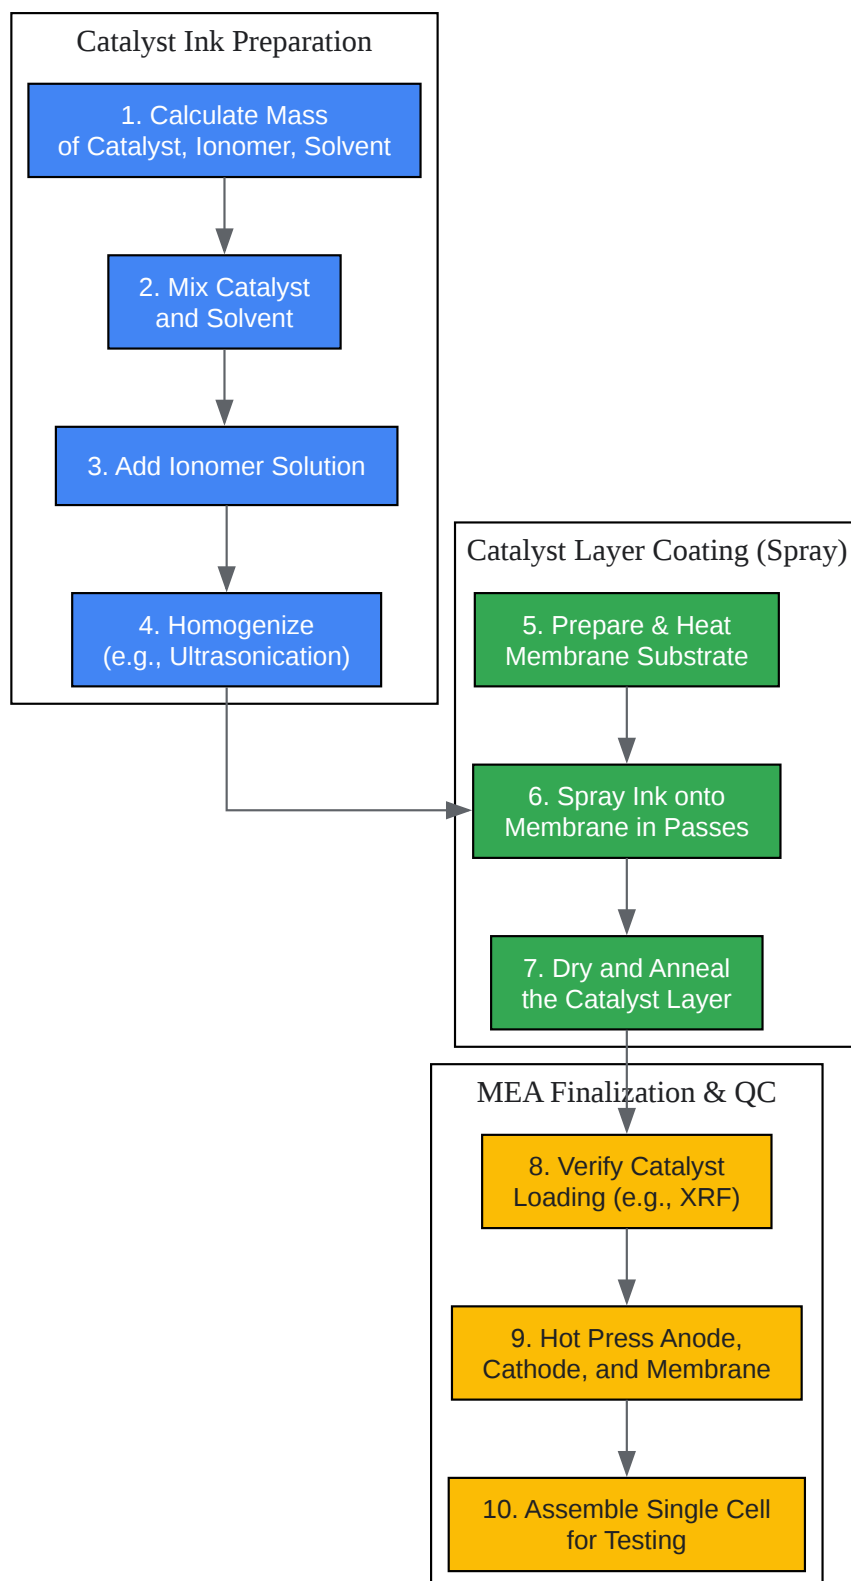 Catalyst Ink Preparation
1. Calculate Mass
of Catalyst, Ionomer, Solvent
2. Mix Catalyst
and Solvent
3. Add Ionomer Solution
4. Homogenize
(e.g., Ultrasonication)
Catalyst Layer Coating (Spray)
5. Prepare & Heat
Membrane Substrate
6. Spray Ink onto
Membrane in Passes
7. Dry and Anneal
the Catalyst Layer
MEA Finalization & QC
8. Verify Catalyst
Loading (e.g., XRF)
9. Hot Press Anode,
Cathode, and Membrane
10. Assemble Single Cell
for Testing